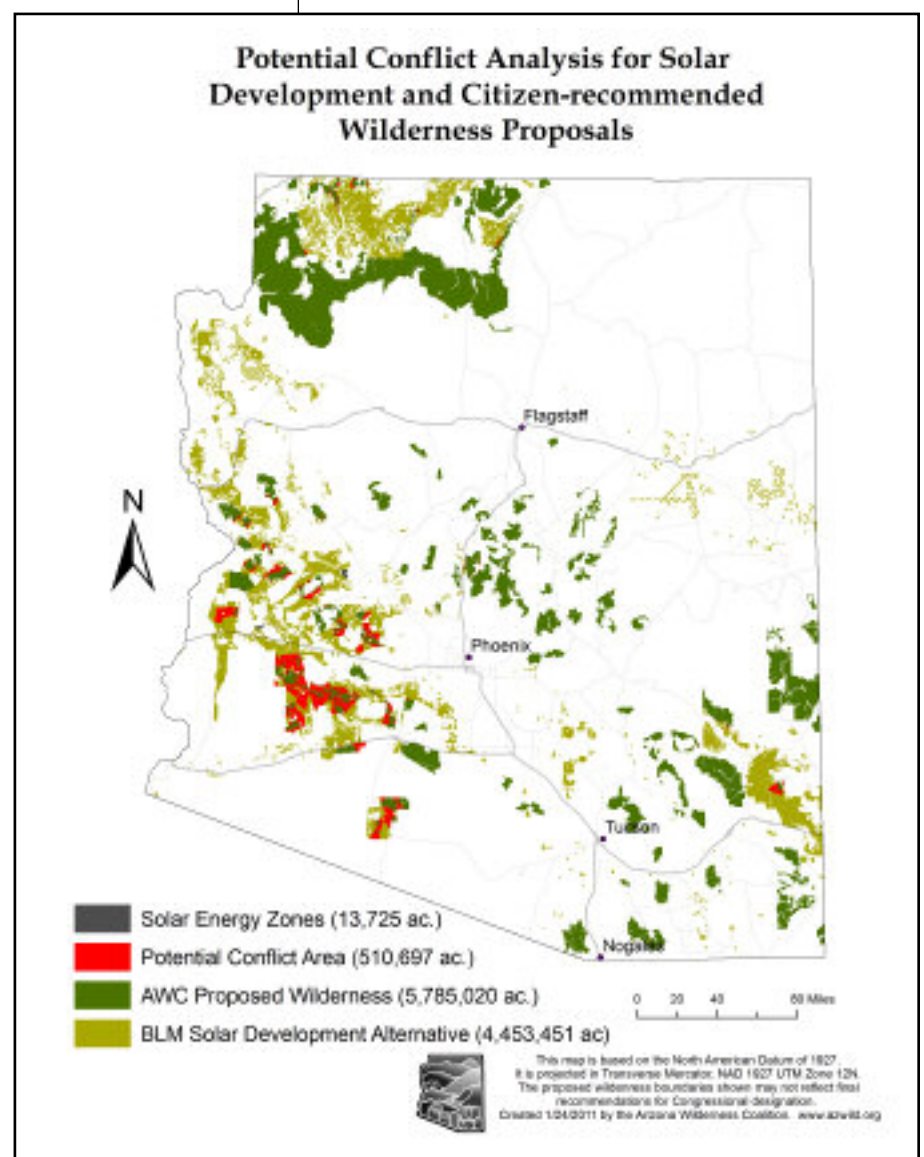 Potential Conflict Analysis for Solar
Development and Citizen-recommended
Wilderness Proposals
Flagstaff
N
Phoenix
Tucson
Nogales
Solar Energy Zones (13,725 ac.)
Potential Conflict Area (510,697 ac.)
AWC Proposed Wilderness (5,785,020 ac.)
BLM Solar Development Alternative (4,453,451 ac)
0 20 40 80 Miles
This map is based on the North American Datum of 1927.
It is projected in Transverse Mercator, NAD 1927 UTM Zone 12N.
The proposed wilderness boundaries shown may not reflect final
recommendations for Congressional designation.
Created 1/24/2011 by the Arizona Wilderness Coalition. www.azwild.org